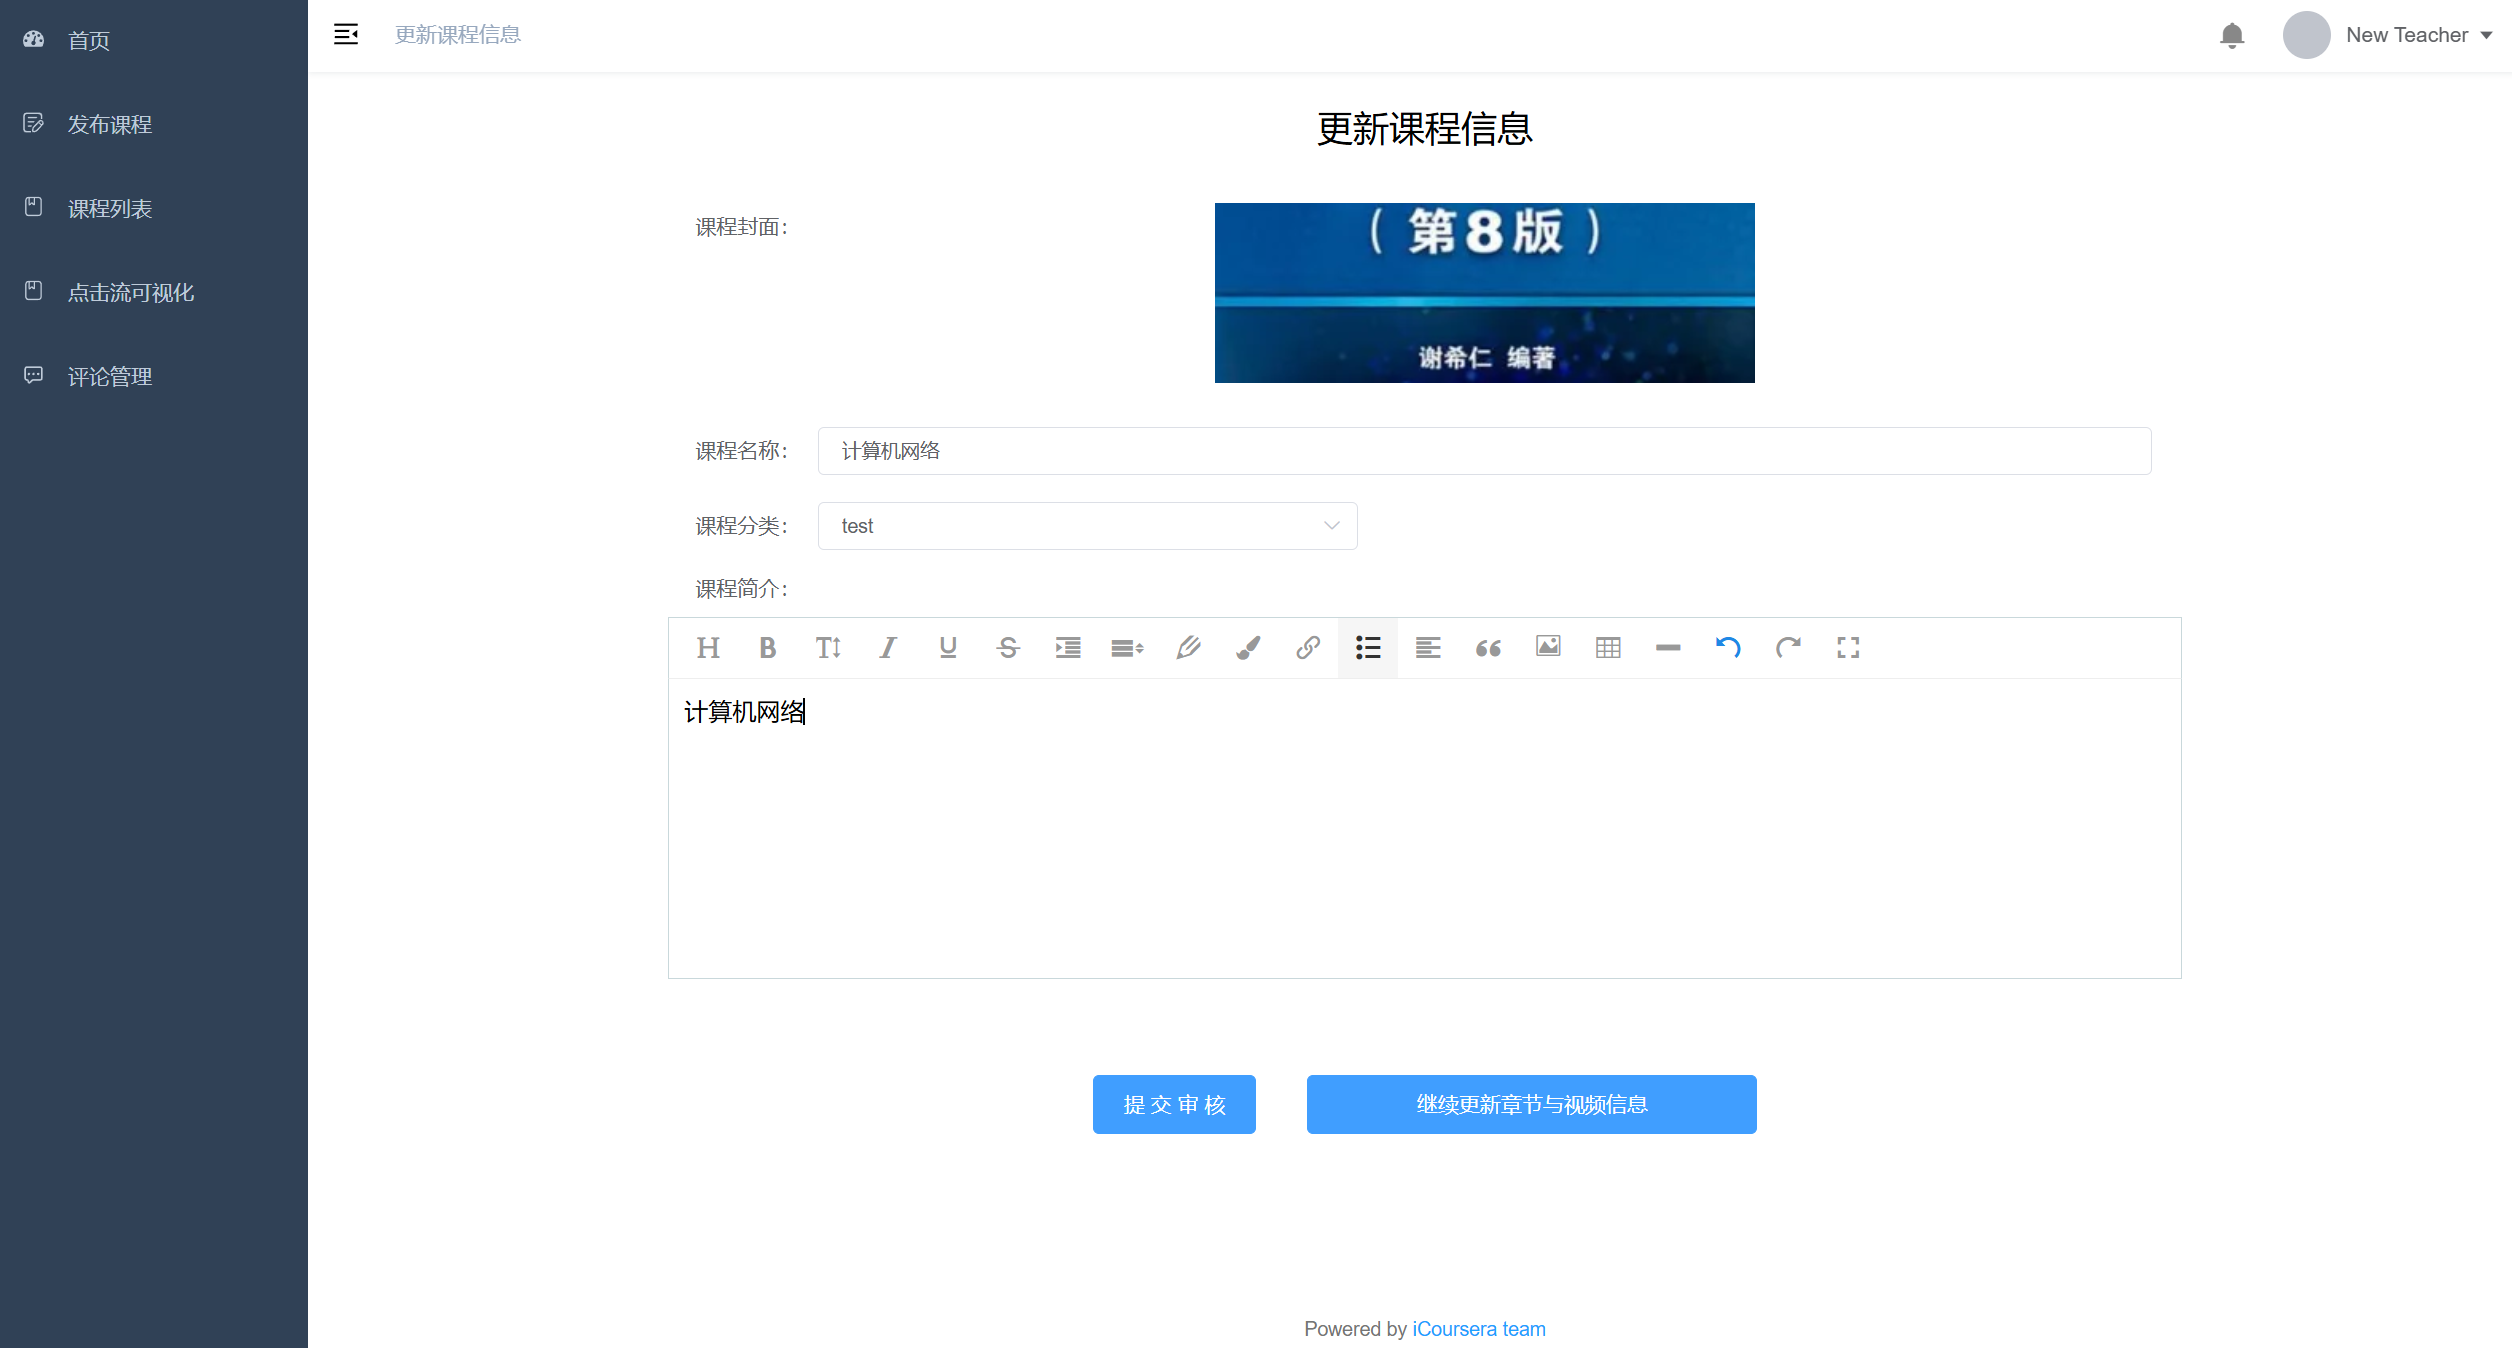 首页
发布课程
课程列表
点击流可视化
评论管理
更新课程信息
New Teacher
更新课程信息
课程封面：
（第8版）
谢希仁 编著
课程名称： 计算机网络
课程分类： test
课程简介：
计算机网络
提 交 审 核 继续更新章节与视频信息
Powered by iCoursera team